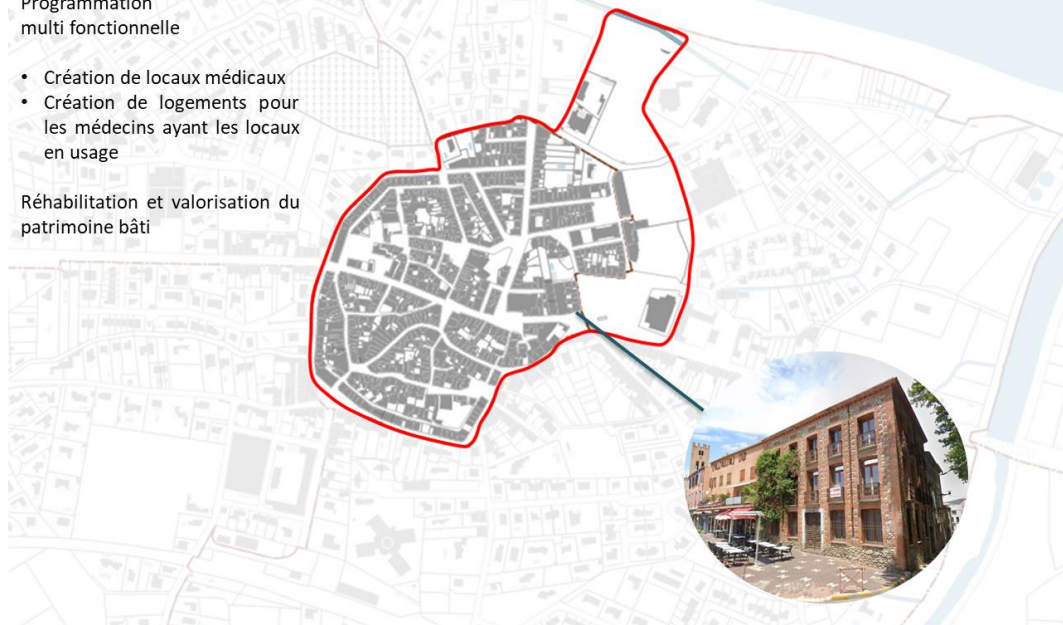 Programmation
multi fonctionnelle
• Création de locaux médicaux
• Création de logements pour
les médecins ayant les locaux
en usage
Réhabilitation et valorisation du
patrimoine bâti